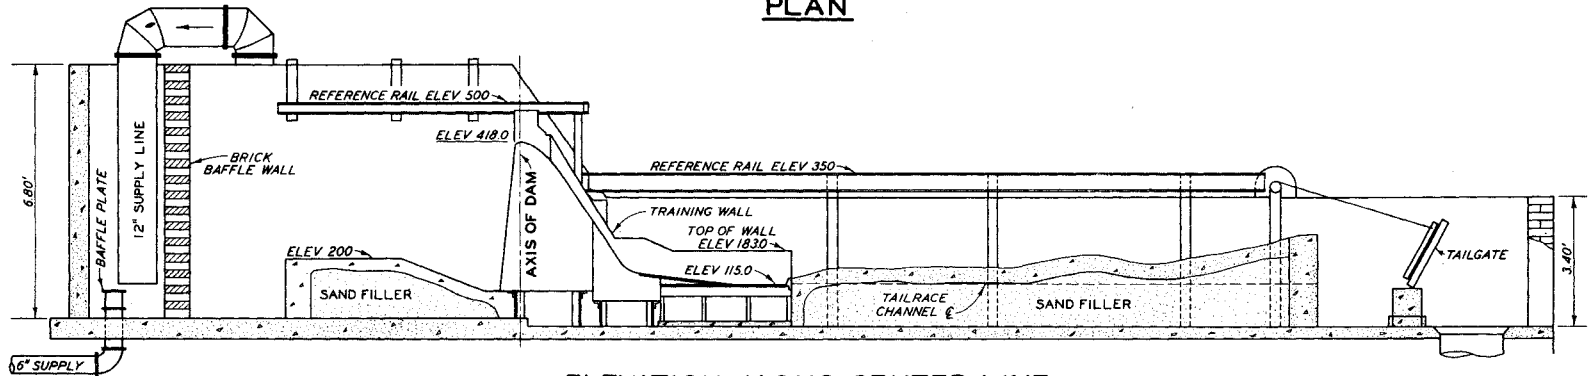 PLAN
REFERENCE RAIL ELEV 500
ELEV 418.0
6.80'
BAFFLE PLATE
12" SUPPLY LINE
BRICK
BAFFLE WALL
AXIS OF DAM
REFERENCE RAIL ELEV 350
TRAINING WALL
TOP OF WALL
ELEV 183.0
ELEV 200
ELEV 115.0
TAILGATE
3.40'
SAND FILLER
TAILRACE
CHANNEL ℄
SAND FILLER
6" SUPPLY